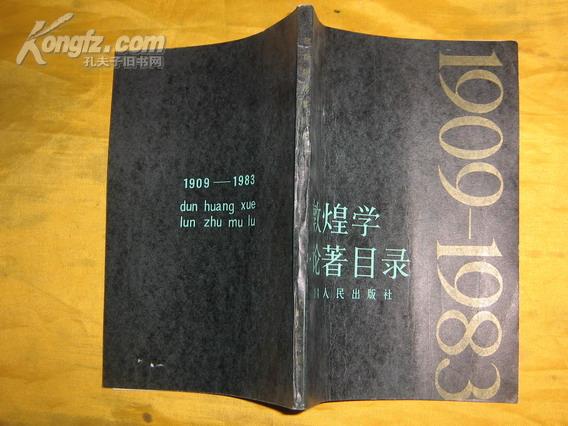 Kongfz.com
孔夫子旧书网
1909—1983
dun huang xue
lun zhu mu lu
敦煌学
论著目录
人民出版社
1909-1983